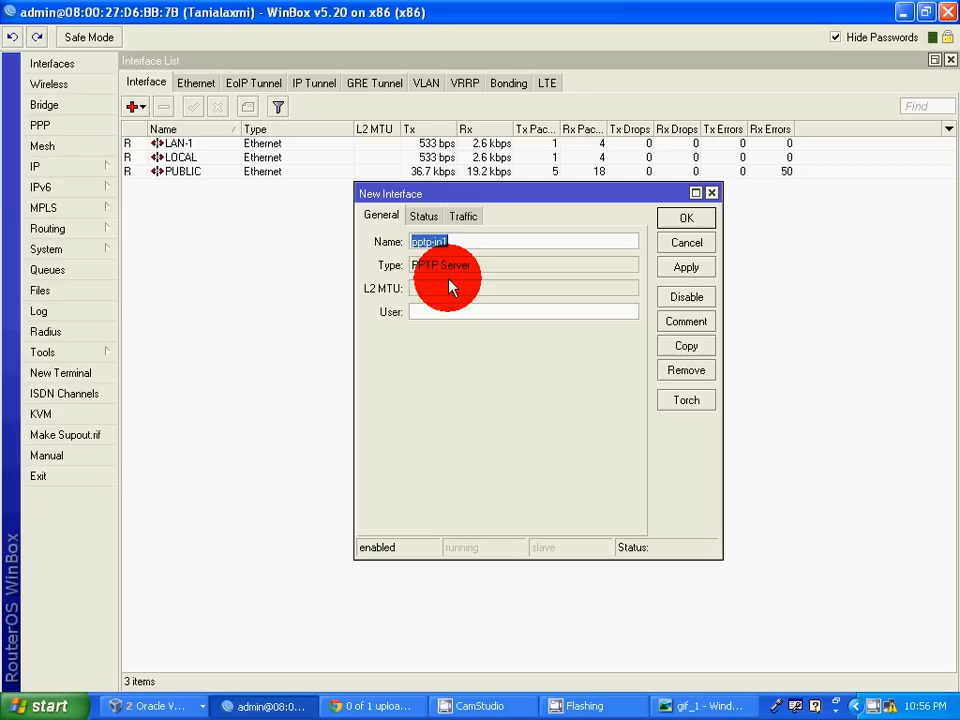 admin@08:00:27:D6:BB:7B (Tanialaxmi) - WinBox v5.20 on x86 (x86)
Safe Mode
Hide Passwords
Interfaces
Wireless
Bridge
PPP
Mesh
IP
IPv6
MPLS
Routing
System
Queues
Files
Log
Radius
Tools
New Terminal
ISDN Channels
KVM
Make Supout.rif
Manual
Exit
RouterOS WinBox
Interface List
Interface Ethernet EoIP Tunnel IP Tunnel GRE Tunnel VLAN VRRP Bonding LTE
Find
Name Type L2 MTU Tx Rx Tx Pac... Rx Pac... Tx Drops Rx Drops Tx Errors Rx Errors
R LAN-1 Ethernet 533 bps 2.6 kbps 1 4 0 0 0 0
R LOCAL Ethernet 533 bps 2.6 kbps 1 4 0 0 0 0
R PUBLIC Ethernet 36.7 kbps 19.2 kbps 5 18 0 0 0 50
New Interface
General Status Traffic
Name: pptp-in1
Type: PPTP Server
L2 MTU:
User:
OK
Cancel
Apply
Disable
Comment
Copy
Remove
Torch
enabled running slave Status:
3 items
start 2 Oracle V... admin@08:0... 0 of 1 uploa... CamStudio Flashing gif_1 - Wind... 10:56 PM